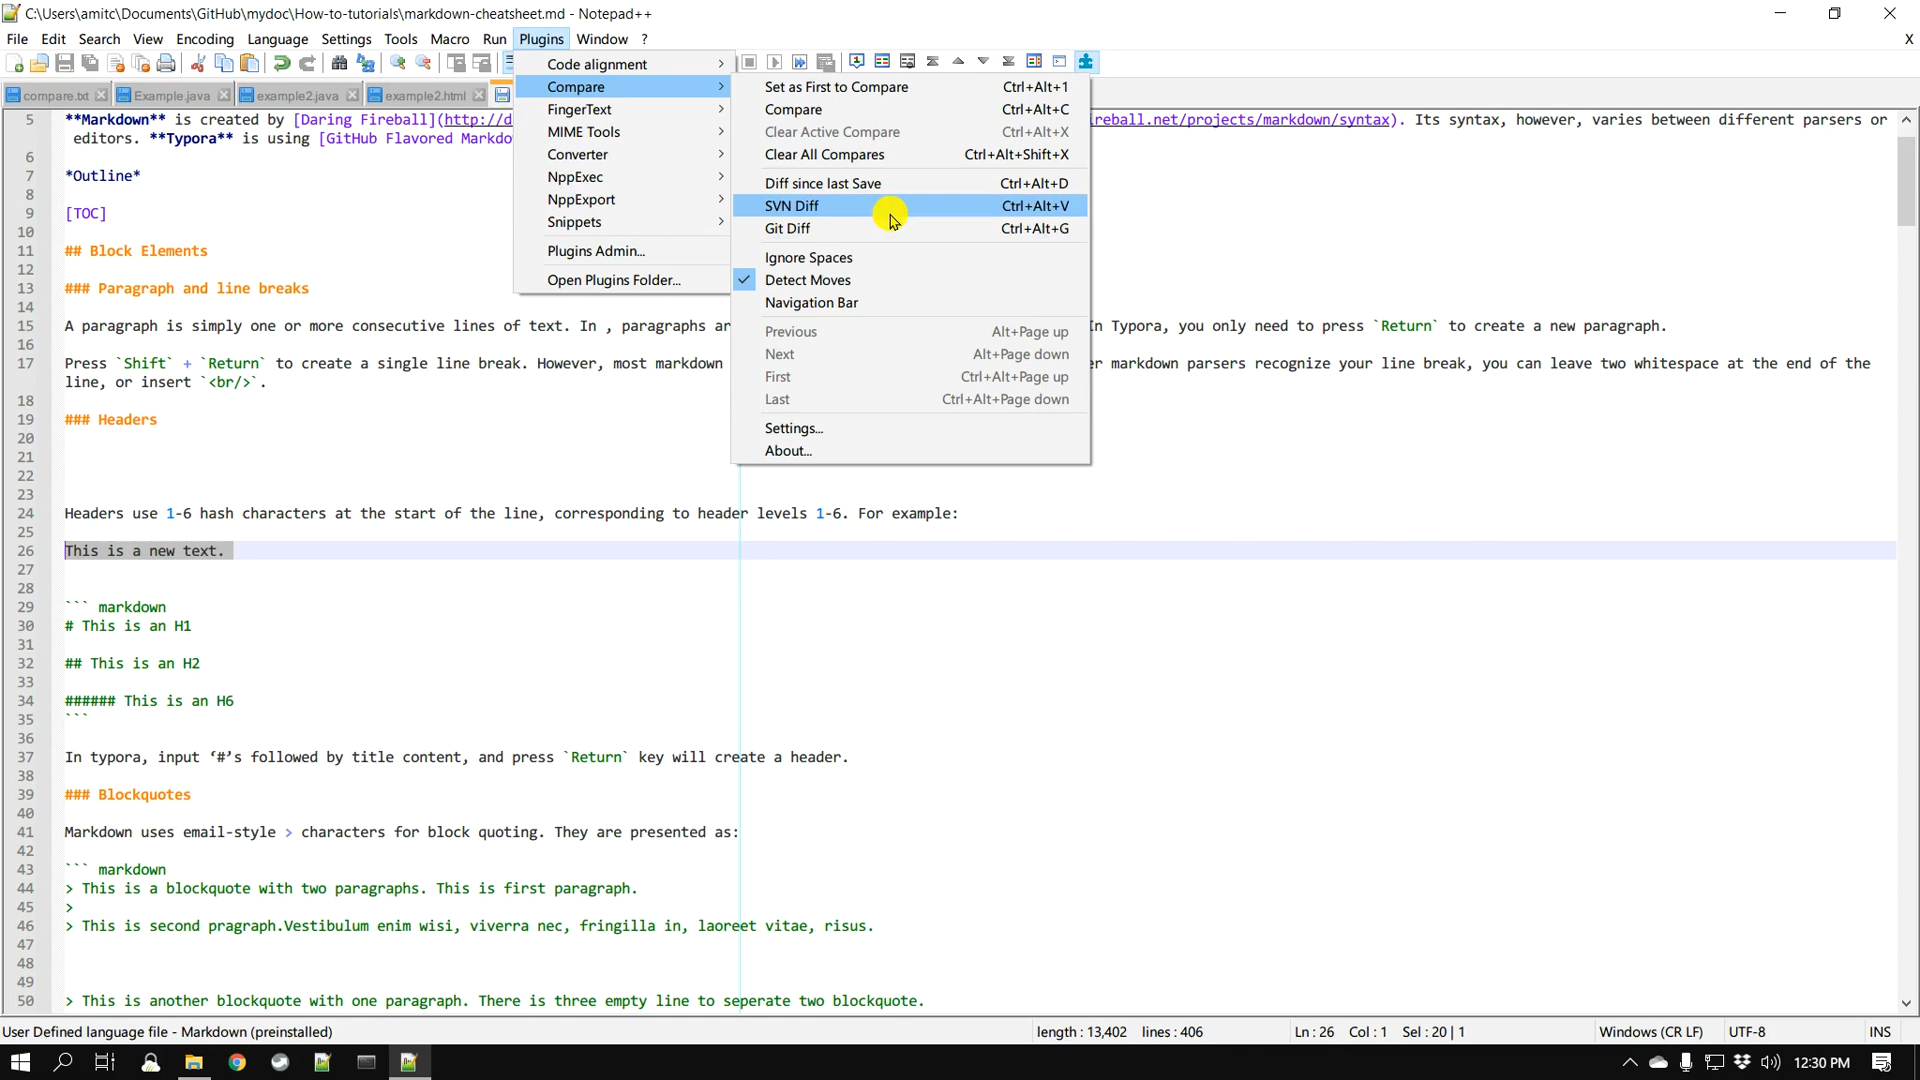 C:\Users\amitc\Documents\GitHub\mydoc\How-to-tutorials\markdown-cheatsheet.md - Notepad++
File Edit Search View Encoding Language Settings Tools Macro Run Plugins Window ? X
compare.txt Example.java example2.java example2.html
Code alignment
Compare
FingerText
MIME Tools
Converter
NppExec
NppExport
Snippets
Plugins Admin...
Open Plugins Folder...
Set as First to Compare Ctrl+Alt+1
Compare Ctrl+Alt+C
Clear Active Compare Ctrl+Alt+X
Clear All Compares Ctrl+Alt+Shift+X
Diff since last Save Ctrl+Alt+D
SVN Diff Ctrl+Alt+V
Git Diff Ctrl+Alt+G
Ignore Spaces
Detect Moves
Navigation Bar
Previous Alt+Page up
Next Alt+Page down
First Ctrl+Alt+Page up
Last Ctrl+Alt+Page down
Settings...
About...
5 **Markdown** is created by [Daring Fireball](http://d reball.net/projects/markdown/syntax). Its syntax, however, varies between different parsers or
editors. **Typora** is using [GitHub Flavored Markdo
6
7 *Outline*
8
9 [TOC]
10
11 ## Block Elements
12
13 ### Paragraph and line breaks
14
15 A paragraph is simply one or more consecutive lines of text. In , paragraphs ar n Typora, you only need to press `Return` to create a new paragraph.
16
17 Press `Shift` + `Return` to create a single line break. However, most markdown er markdown parsers recognize your line break, you can leave two whitespace at the end of the
line, or insert `<br/>`.
18
19 ### Headers
20
21
22
23
24 Headers use 1-6 hash characters at the start of the line, corresponding to header levels 1-6. For example:
25
26 This is a new text.
27
28
29 ``` markdown
30 # This is an H1
31
32 ## This is an H2
33
34 ###### This is an H6
35 ```
36
37 In typora, input ‘#’s followed by title content, and press `Return` key will create a header.
38
39 ### Blockquotes
40
41 Markdown uses email-style > characters for block quoting. They are presented as:
42
43 ``` markdown
44 > This is a blockquote with two paragraphs. This is first paragraph.
45 >
46 > This is second pragraph.Vestibulum enim wisi, viverra nec, fringilla in, laoreet vitae, risus.
47
48
49
50 > This is another blockquote with one paragraph. There is three empty line to seperate two blockquote.
User Defined language file - Markdown (preinstalled) length : 13,402 lines : 406 Ln : 26 Col : 1 Sel : 20 | 1 Windows (CR LF) UTF-8 INS
12:30 PM